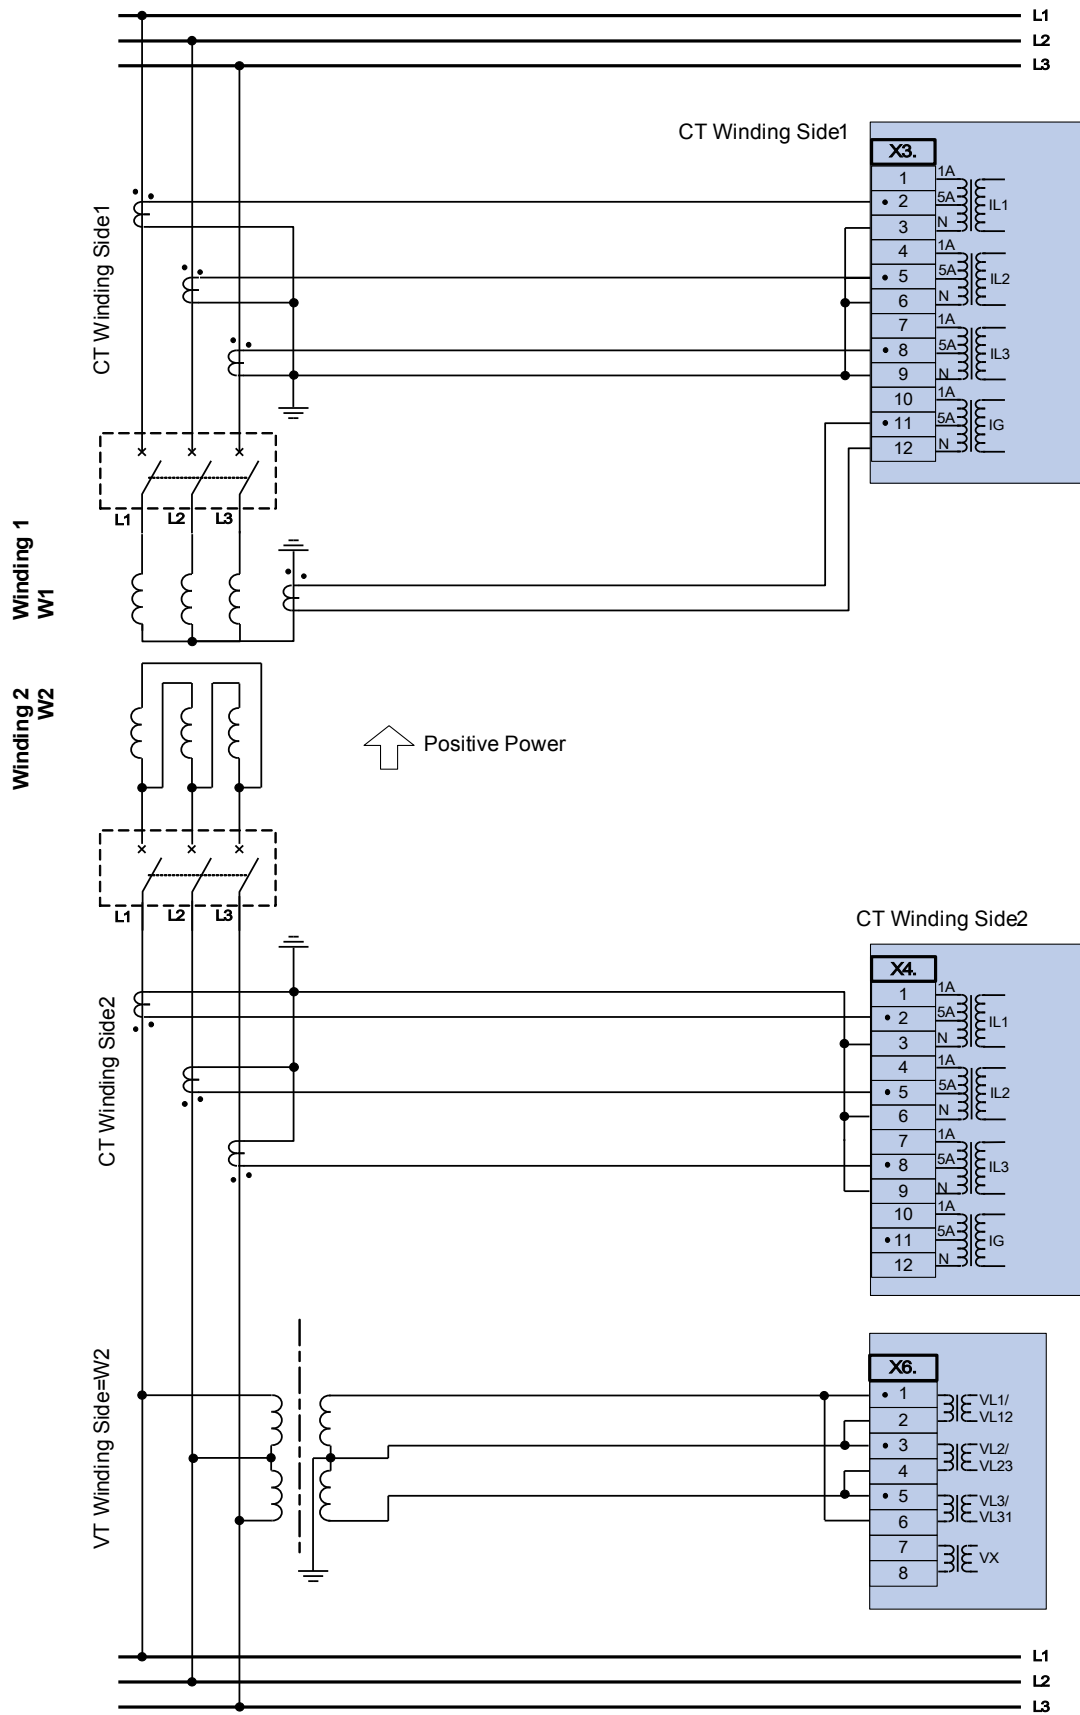 L1
L2
L3
CT Winding Side1
X3.
1 1A
2 5A IL1
3 N
4 1A
5 5A IL2
6 N
7 1A
8 5A IL3
9 N
10 1A
11 5A IG
12 N
CT Winding Side1
L1 L2 L3
Winding 1
W1
Winding 2
W2
Positive Power
L1 L2 L3
CT Winding Side2
X4.
1 1A
2 5A IL1
3 N
4 1A
5 5A IL2
6 N
7 1A
8 5A IL3
9 N
10 1A
11 5A IG
12 N
CT Winding Side2
VT Winding Side=W2
X6.
1 VL1/
2 VL12
3 VL2/
4 VL23
5 VL3/
6 VL31
7 VX
8
L1
L2
L3